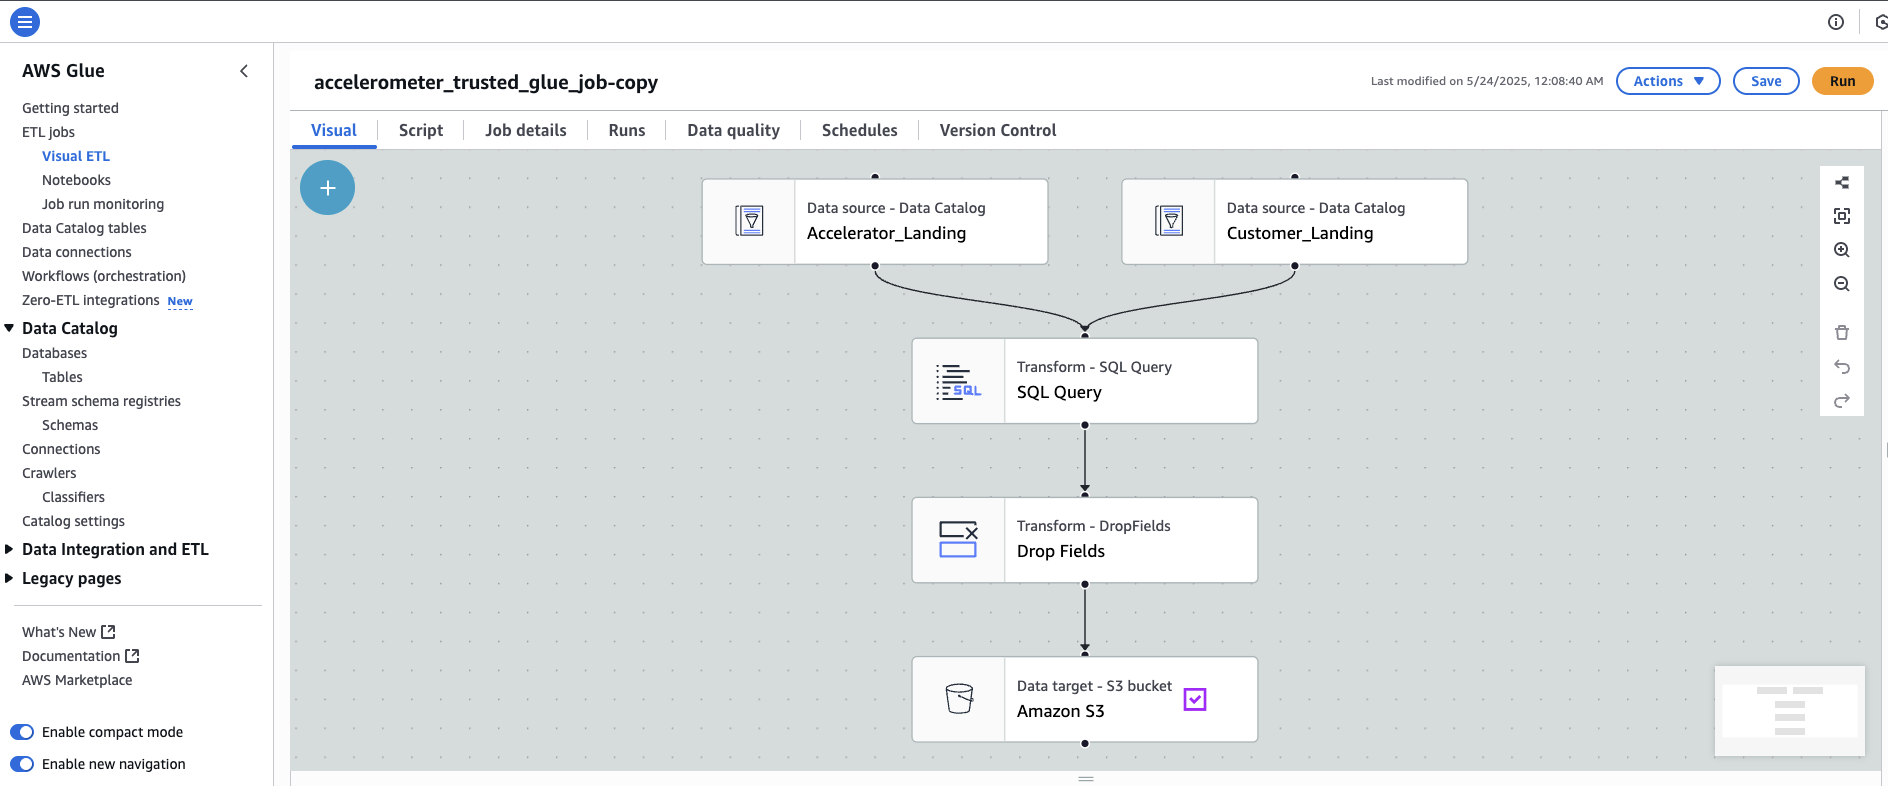 AWS Glue
Getting started
ETL jobs
Visual ETL
Notebooks
Job run monitoring
Data Catalog tables
Data connections
Workflows (orchestration)
Zero-ETL integrations New
Data Catalog
Databases
Tables
Stream schema registries
Schemas
Connections
Crawlers
Classifiers
Catalog settings
Data Integration and ETL
Legacy pages
What's New
Documentation
AWS Marketplace
Enable compact mode
Enable new navigation
accelerometer_trusted_glue_job-copy
Last modified on 5/24/2025, 12:08:40 AM
Actions
Save
Run
Visual
Script
Job details
Runs
Data quality
Schedules
Version Control
Data source - Data Catalog
Accelerator_Landing
Data source - Data Catalog
Customer_Landing
SQL
Transform - SQL Query
SQL Query
Transform - DropFields
Drop Fields
Data target - S3 bucket
Amazon S3